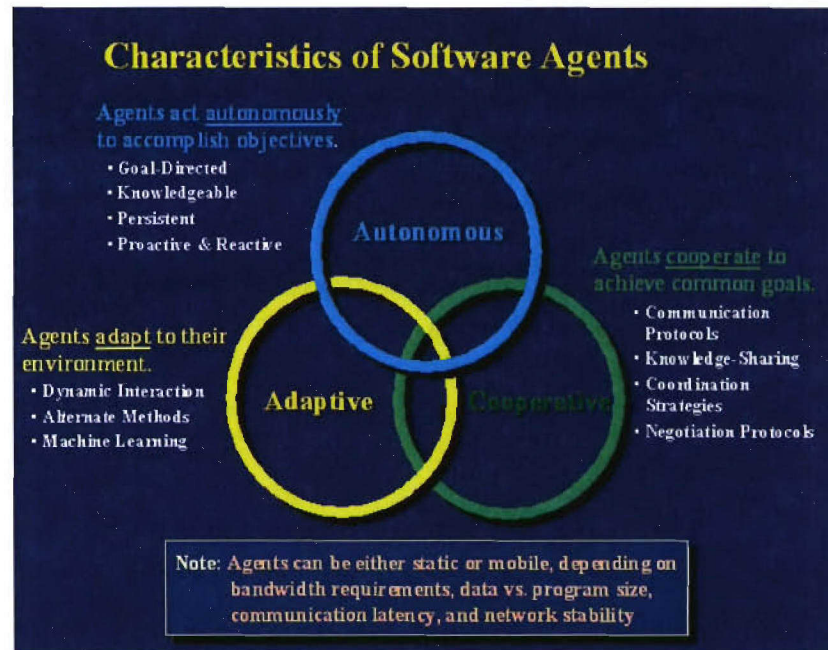 Characteristics of Software Agents
Agents act autonomously
to accomplish objectives.
• Goal-Directed
• Knowledgeable
• Persistent
• Proactive & Reactive
Autonomous
Agents cooperate to
achieve common goals.
• Communication
Protocols
• Knowledge-Sharing
• Coordination
Strategies
• Negotiation Protocols
Agents adapt to their
environment.
• Dynamic Interaction
• Alternate Methods
• Machine Learning
Adaptive
Cooperative
Note: Agents can be either static or mobile, depending on
bandwidth requirements, data vs. program size,
communication latency, and network stability